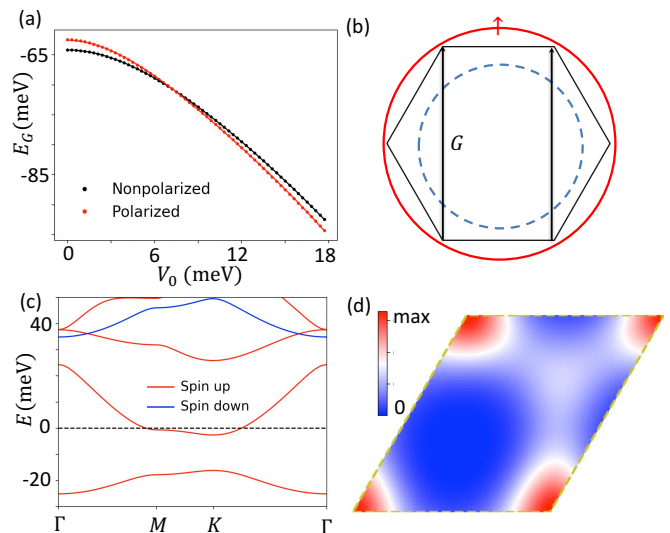 (a)
-65
-85
E_G (meV)
Nonpolarized
Polarized
0 6 12 18
V_0 (meV)
(b)
↑
G
(c)
40
0
-20
E (meV)
Spin up
Spin down
Γ M K Γ
(d)
max
0